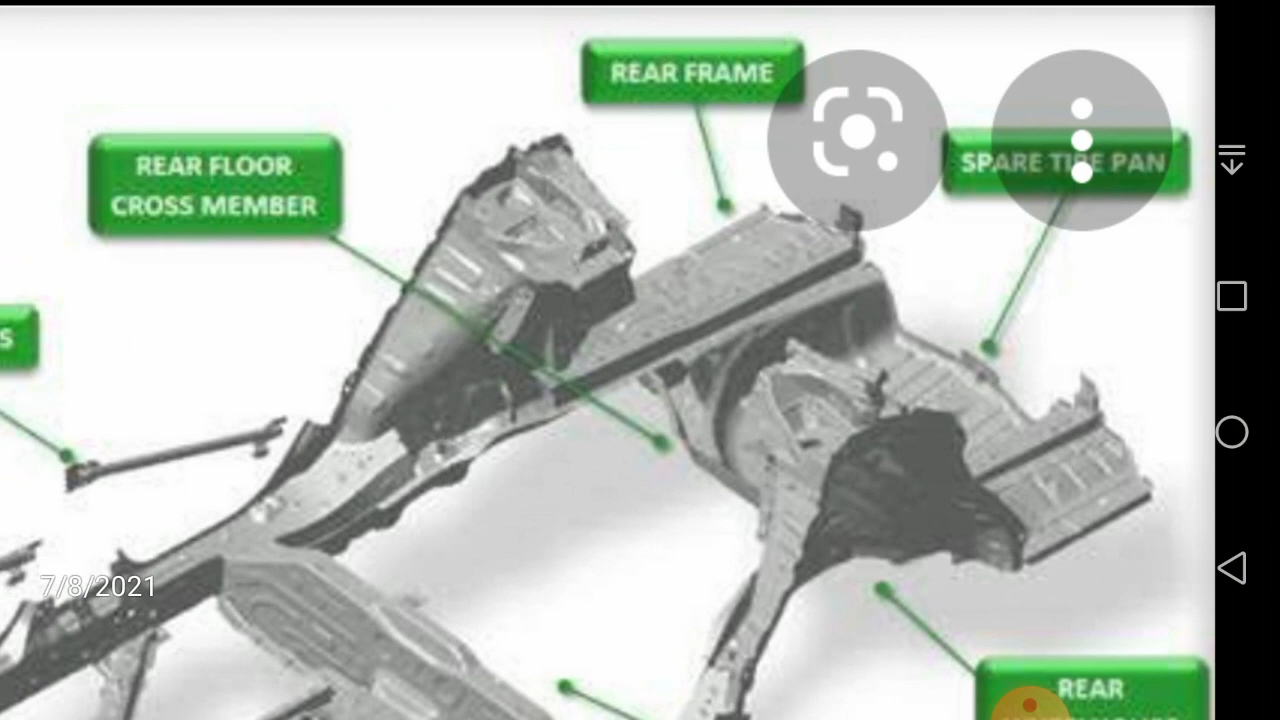 REAR FRAME
SPARE TIRE PAN
REAR FLOOR
CROSS MEMBER
S
7/8/2021
REAR